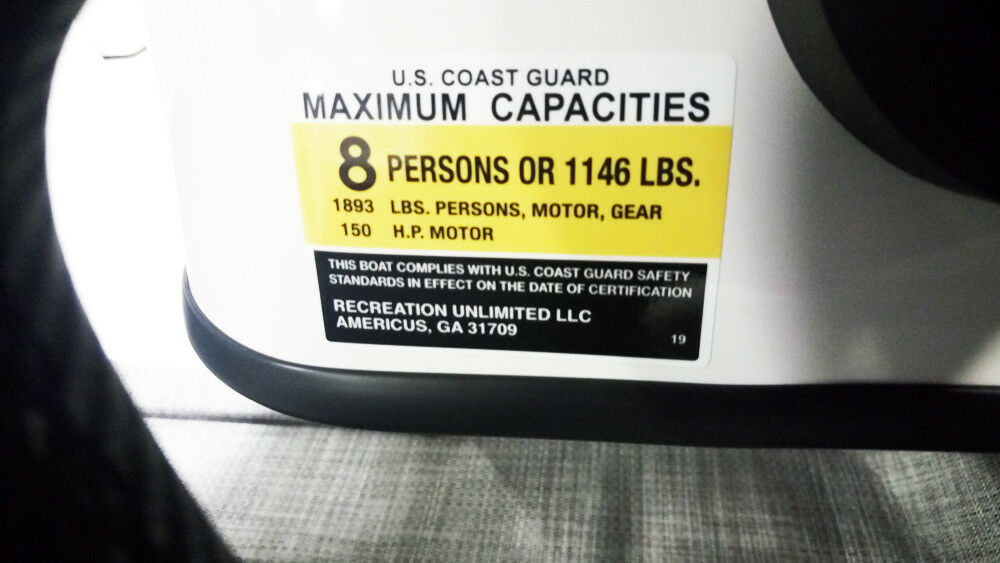 U.S. COAST GUARD
MAXIMUM CAPACITIES
8 PERSONS OR 1146 LBS.
1893 LBS. PERSONS, MOTOR, GEAR
150 H.P. MOTOR
THIS BOAT COMPLIES WITH U.S. COAST GUARD SAFETY
STANDARDS IN EFFECT ON THE DATE OF CERTIFICATION
RECREATION UNLIMITED LLC
AMERICUS, GA 31709
19